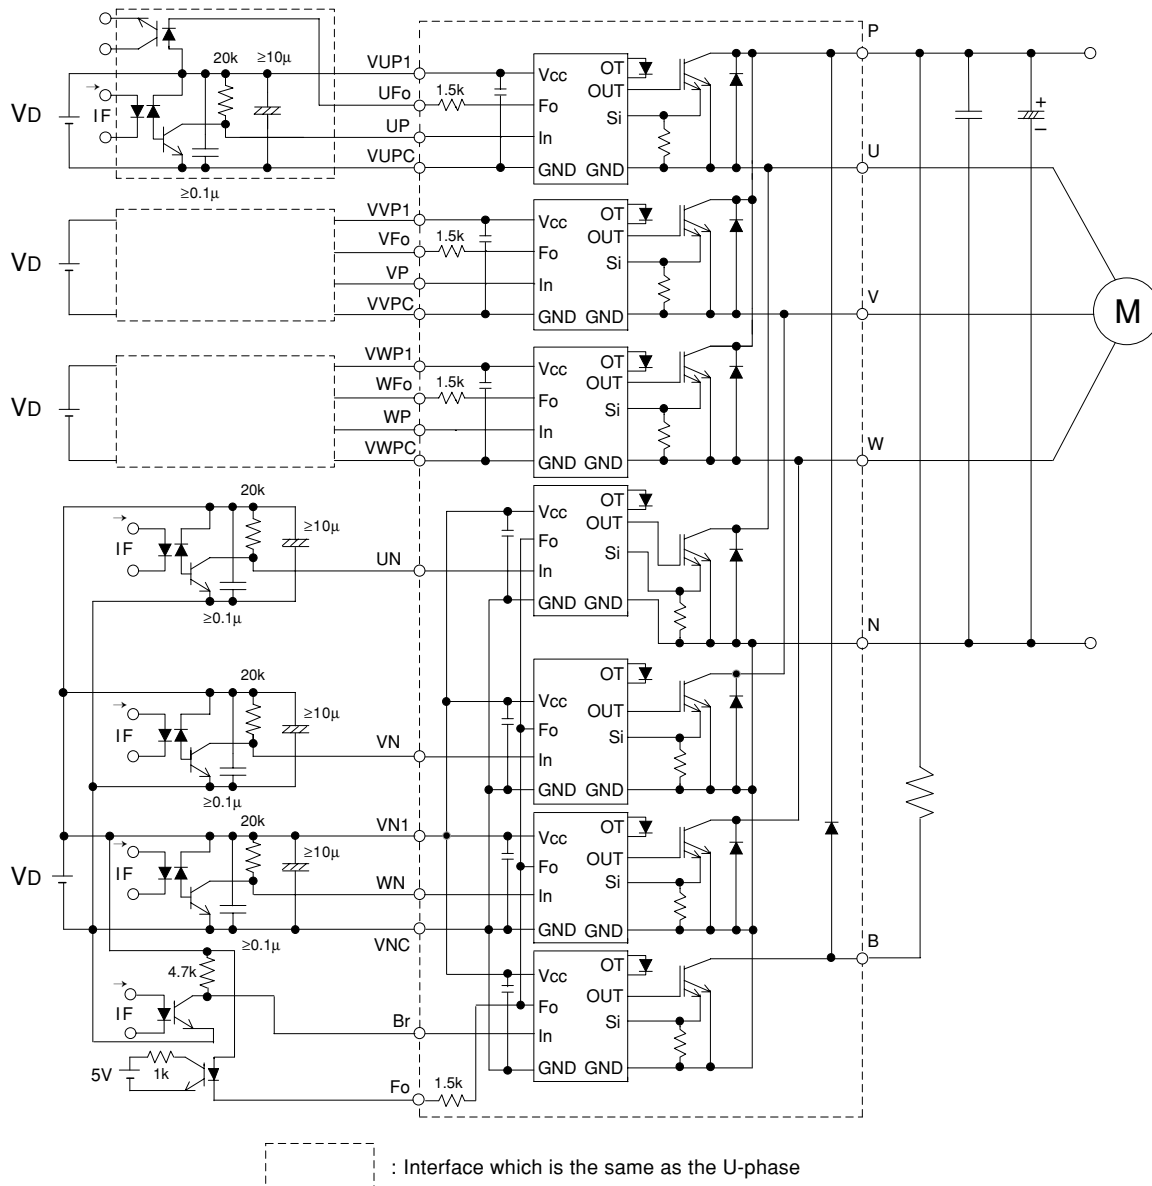 P
20k
≥10µ
VUP1
Vcc
OT
OUT
UFo
1.5k
Fo
Si
VD
IF
UP
In
VUPC
GND
GND
U
≥0.1µ
+
–
VVP1
Vcc
OT
OUT
VFo
1.5k
Fo
Si
VD
VP
In
VVPC
GND
GND
V
M
VWP1
Vcc
OT
OUT
WFo
1.5k
Fo
Si
VD
WP
In
VWPC
GND
GND
W
20k
≥10µ
IF
Vcc
OT
OUT
Fo
Si
UN
In
GND
GND
≥0.1µ
N
20k
≥10µ
IF
Vcc
OT
OUT
Fo
Si
VN
In
GND
GND
≥0.1µ
20k
≥10µ
VN1
Vcc
OT
OUT
Fo
Si
VD
IF
WN
In
VNC
GND
GND
≥0.1µ
B
4.7k
IF
Vcc
OT
OUT
Fo
Si
Br
In
GND
GND
5V
1k
Fo
1.5k
: Interface which is the same as the U-phase